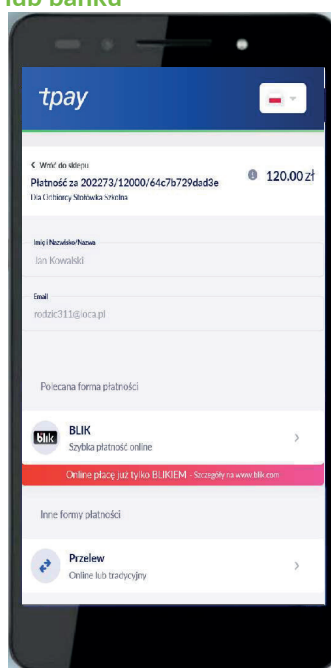 lub banku
tpay
Wróć do sklepu
Płatność za 202273/12000/64c7b729dad3e
120.00 zł
Dla Odbiorcy Stołówka Szkolna
Imię i Nazwisko/Nazwa
Jan Kowalski
Email
rodzic311@loca.pl
Polecana forma płatności
blik
BLIK
Szybka płatność online
Online płacę już tylko BLIKIEM - Szczegóły na www.blik.com
Inne formy płatności
Przelew
Online lub tradycyjny